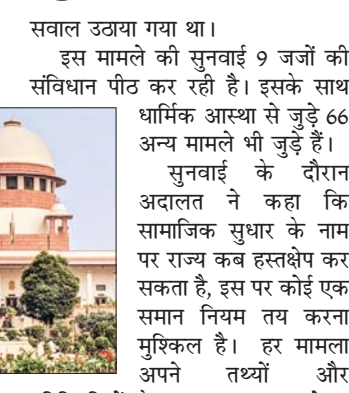 सवाल उठाया गया था।
इस मामले की सुनवाई 9 जजों की
संविधान पीठ कर रही है। इसके साथ
धार्मिक आस्था से जुड़े 66
अन्य मामले भी जुड़े हैं।
सुनवाई के दौरान
अदालत ने कहा कि
सामाजिक सुधार के नाम
पर राज्य कब हस्तक्षेप कर
सकता है, इस पर कोई एक
समान नियम तय करना
मुश्किल है। हर मामला
अपने तथ्यों और